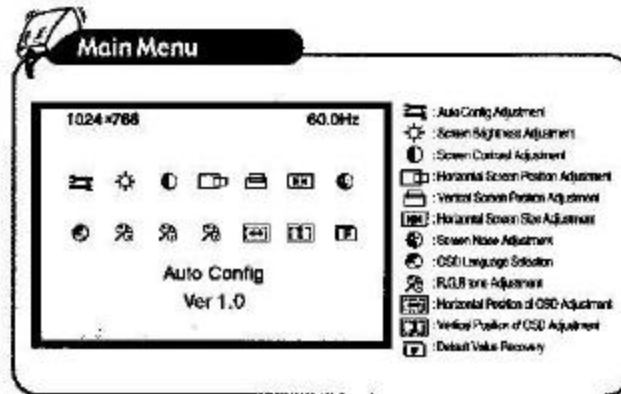 Main Menu
1024×768
60.0Hz
Auto Config
Ver 1.0
: Auto Config Adjustment
: Screen Brightness Adjustment
: Screen Contrast Adjustment
: Horizontal Screen Position Adjustment
: Vertical Screen Position Adjustment
: Horizontal Screen Size Adjustment
: Screen Noise Adjustment
: OSD Language Selection
: R.G.B tone Adjustment
: Horizontal Position of OSD Adjustment
: Vertical Position of OSD Adjustment
: Default Value Recovery